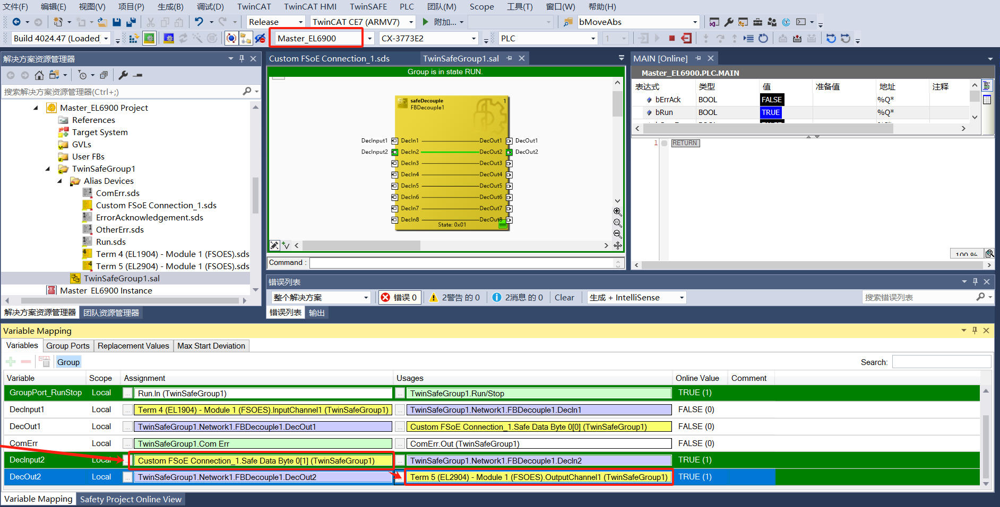 文件(F) 编辑(E) 视图(V) 项目(P) 生成(B) 调试(D) TwinCAT TwinCAT HMI TwinSAFE PLC 团队(M) Scope 工具(T) 窗口(W) 帮助(H)
Release TwinCAT CE7 (ARMV7) 附加... bMoveAbs
Build 4024.47 (Loaded) Master_EL6900 CX-3773E2 PLC 1
解决方案资源管理器
搜索解决方案资源管理器(Ctrl+;)
Master_EL6900 Project
References
Target System
GVLs
User FBs
TwinSafeGroup1
Alias Devices
ComErr.sds
Custom FSoE Connection_1.sds
ErrorAcknowledgement.sds
OtherErr.sds
Run.sds
Term 4 (EL1904) - Module 1 (FSOES).sds
Term 5 (EL2904) - Module 1 (FSOES).sds
TwinSafeGroup1.sal
Master EL6900 Instance
解决方案资源管理器 团队资源管理器
Custom FSoE Connection_1.sds TwinSafeGroup1.sal
Group is in state RUN.
safeDecouple 1
FBDecouple1
DecInput1 DecIn1 DecOut1 DecOut1
DecInput2 DecIn2 DecOut2 DecOut2
DecIn3 DecOut3
DecIn4 DecOut4
DecIn5 DecOut5
DecIn6 DecOut6
DecIn7 DecOut7
DecIn8 DecOut8
State: 0x01
Command :
MAIN [Online]
Master_EL6900.PLC.MAIN
表达式 类型 值 准备值 地址 注释
bErrAck BOOL FALSE %Q*
bRun BOOL TRUE %Q*
1 RETURN
100 %
错误列表
整个解决方案 错误 0 2警告 的 0 2消息 的 0 Clear 生成 + IntelliSense 搜索错误列表
错误列表 输出
Variable Mapping
Variables Group Ports Replacement Values Max Start Deviation
Group Search:
Variable Scope Assignment Usages Online Value Comment
GroupPort_RunStop Local ... Run.In (TwinSafeGroup1) ... TwinSafeGroup1.Run/Stop TRUE (1)
DecInput1 Local ... Term 4 (EL1904) - Module 1 (FSOES).InputChannel1 (TwinSafeGroup1) ... TwinSafeGroup1.Network1.FBDecouple1.DecIn1 FALSE (0)
DecOut1 Local ... TwinSafeGroup1.Network1.FBDecouple1.DecOut1 ... Custom FSoE Connection_1.Safe Data Byte 0[0] (TwinSafeGroup1) FALSE (0)
ComErr Local ... TwinSafeGroup1.Com Err ... ComErr.Out (TwinSafeGroup1) FALSE (0)
DecInput2 Local ... Custom FSoE Connection_1.Safe Data Byte 0[1] (TwinSafeGroup1) ... TwinSafeGroup1.Network1.FBDecouple1.DecIn2 TRUE (1)
DecOut2 Local ... TwinSafeGroup1.Network1.FBDecouple1.DecOut2 ... Term 5 (EL2904) - Module 1 (FSOES).OutputChannel1 (TwinSafeGroup1) TRUE (1)
Variable Mapping Safety Project Online View